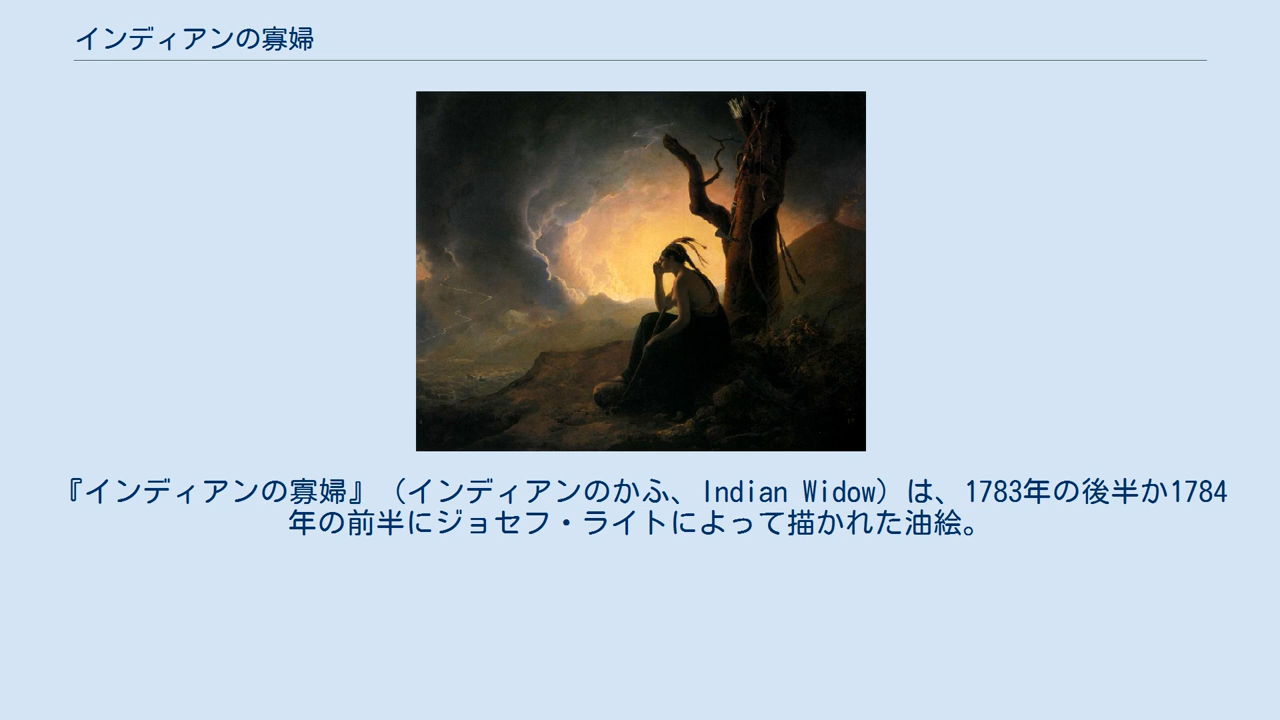 インディアンの寡婦
『インディアンの寡婦』（インディアンのかふ、Indian Widow）は、1783年の後半か1784
年の前半にジョセフ・ライトによって描かれた油絵。